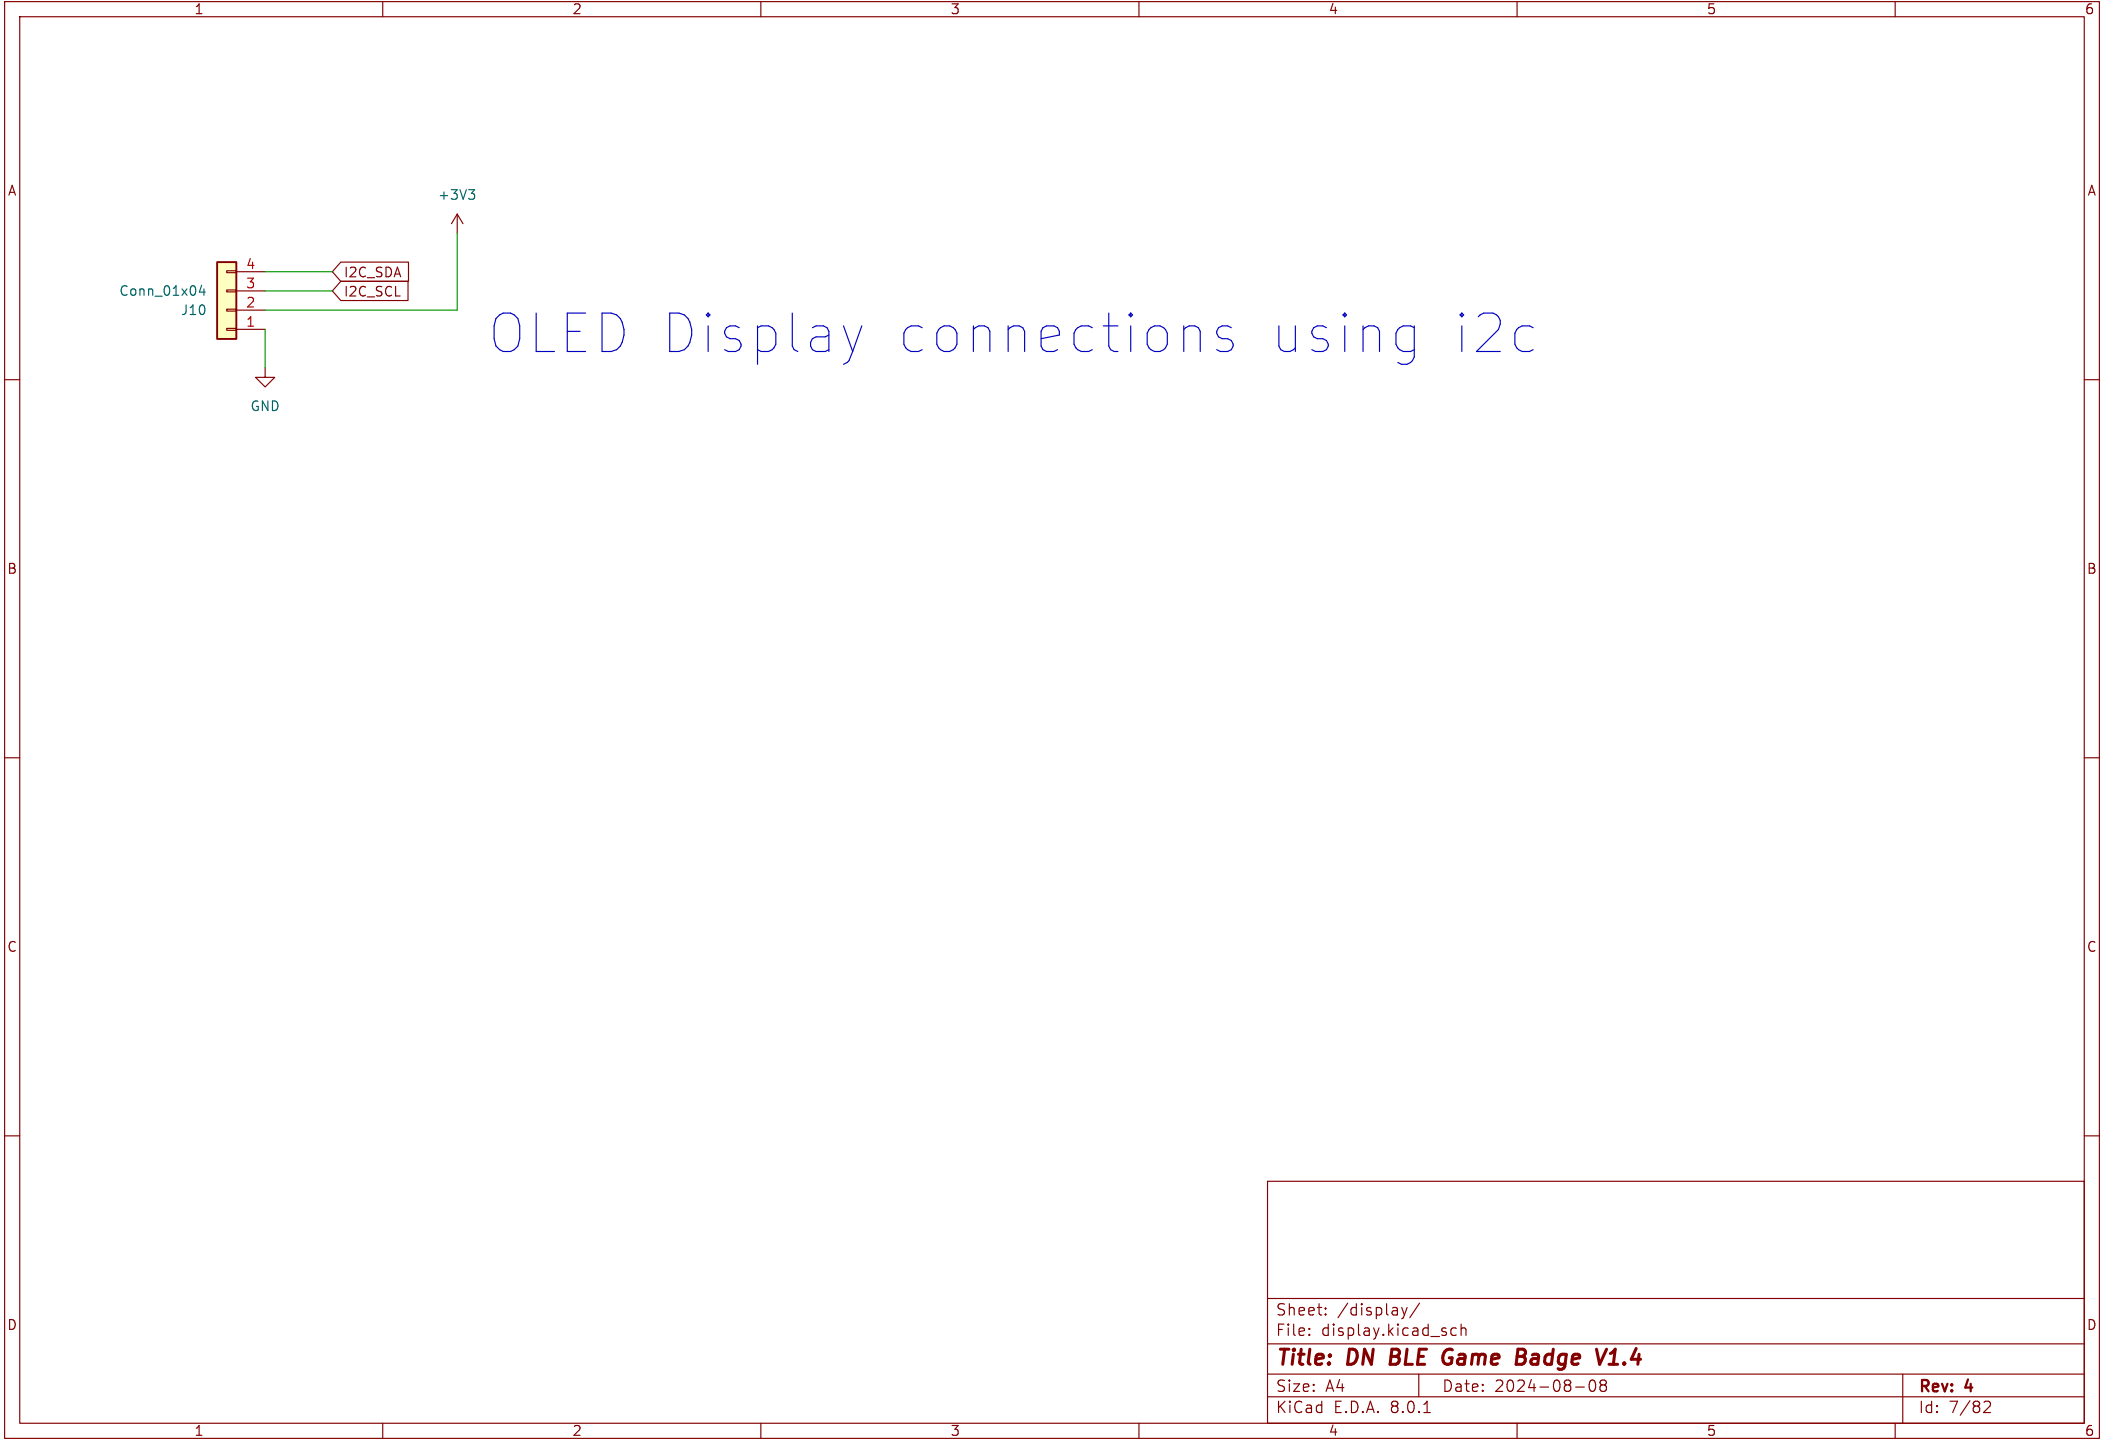 1 2 3 4 5 6
A A
+3V3
4 I2C_SDA
Conn_01x04 3 I2C_SCL
J10 2
1
OLED Display connections using i2c
GND
B B
C C
Sheet: /display/
File: display.kicad_sch
D D
Title: DN BLE Game Badge V1.4
Size: A4 Date: 2024-08-08 Rev: 4
KiCad E.D.A. 8.0.1 Id: 7/82
1 2 3 4 5 6